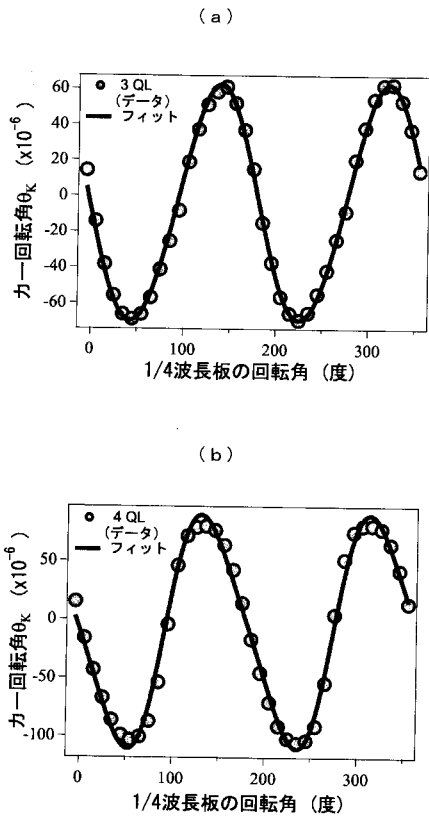 (a)
3 QL
(データ)
フィット
カー回転角θK (x10-6)
60
40
20
0
-20
-40
-60
0
100
200
300
1/4波長板の回転角 (度)
(b)
4 QL
(データ)
フィット
カー回転角θK (x10-6)
50
0
-50
-100
0
100
200
300
1/4波長板の回転角 (度)